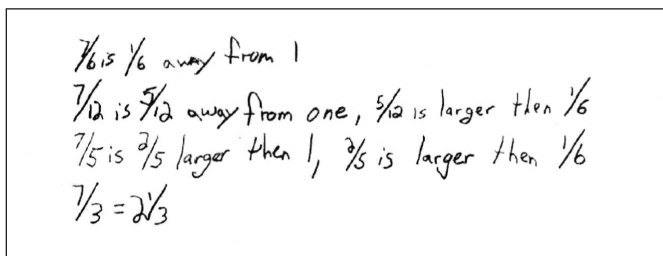 7/6 is 1/6 away from 1
7/12 is 5/12 away from one, 5/12 is larger then 1/6
7/5 is 2/5 larger then 1, 2/5 is larger then 1/6
7/3 = 2 1/3